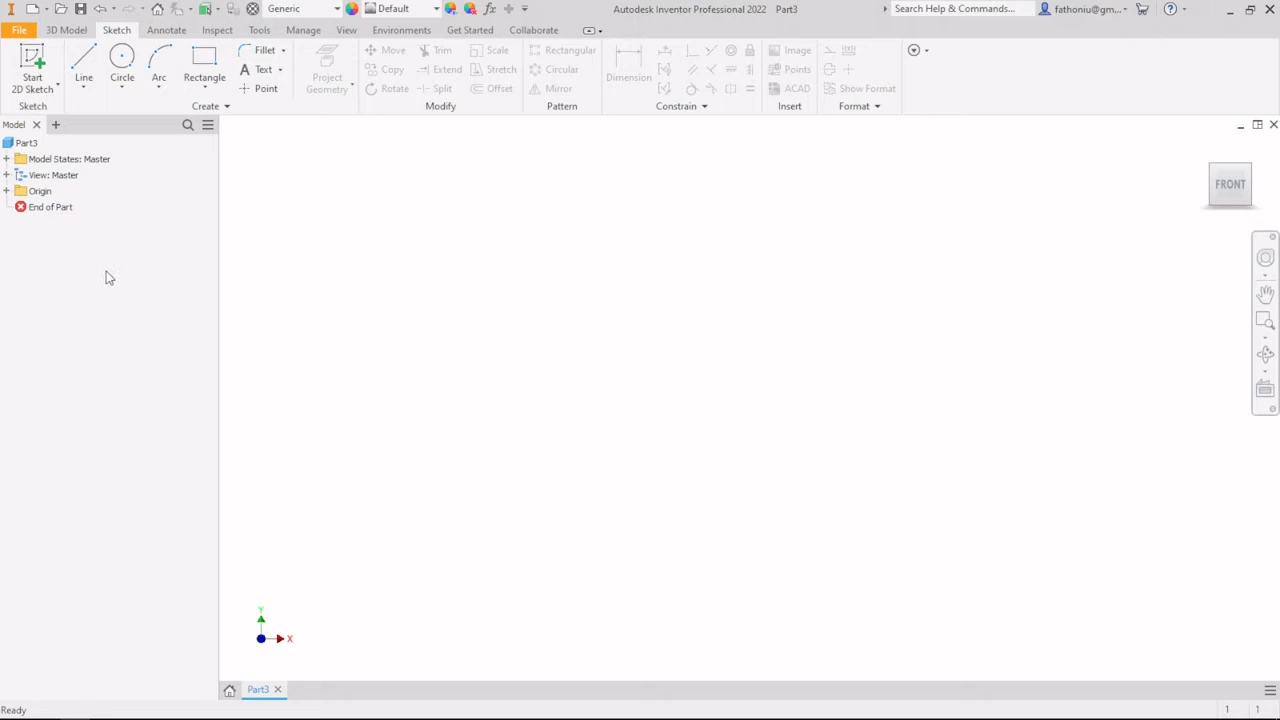 Generic
Default
Autodesk Inventor Professional 2022 Part3
Search Help & Commands...
fathoniu@gm...
File 3D Model Sketch Annotate Inspect Tools Manage View Environments Get Started Collaborate
Start
2D Sketch
Line
Circle
Arc
Rectangle
Fillet
Text
Point
Project
Geometry
Move Trim Scale
Copy Extend Stretch
Rotate Split Offset
Rectangular
Circular
Mirror
Dimension
Image
Points
ACAD
Show Format
Sketch Create Modify Pattern Constrain Insert Format
Model
Part3
Model States: Master
View: Master
Origin
End of Part
FRONT
Y
X
Part3
Ready
1 1